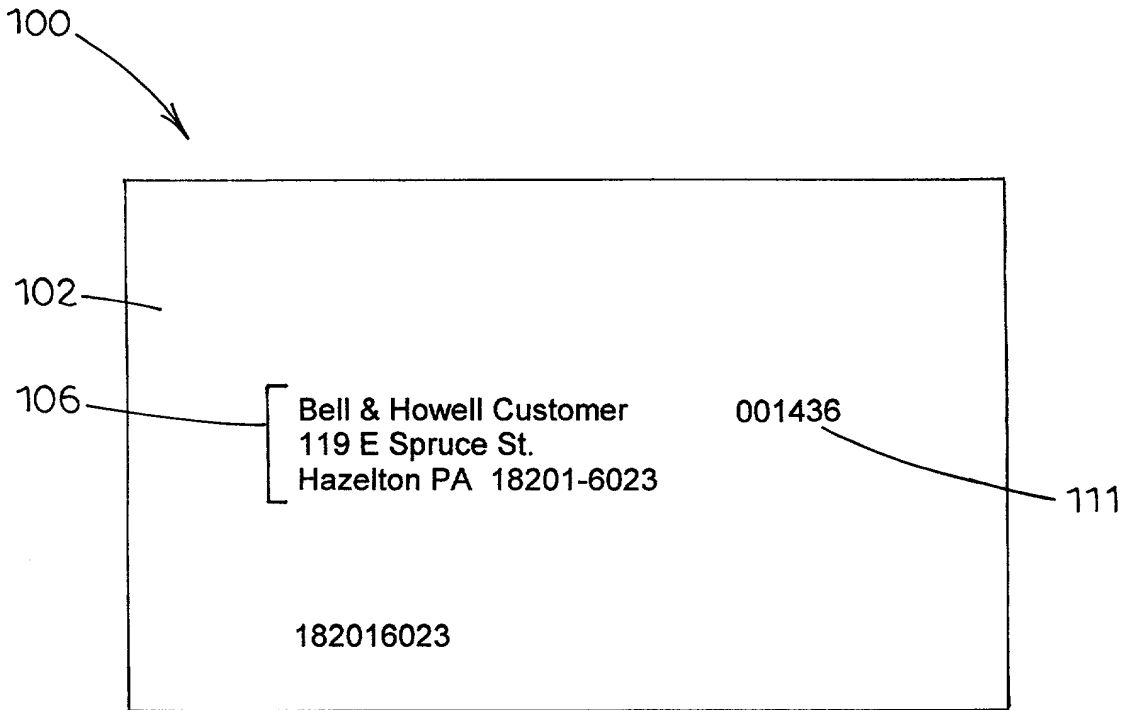 100
102
106
Bell & Howell Customer 001436
119 E Spruce St.
Hazelton PA 18201-6023
111
182016023